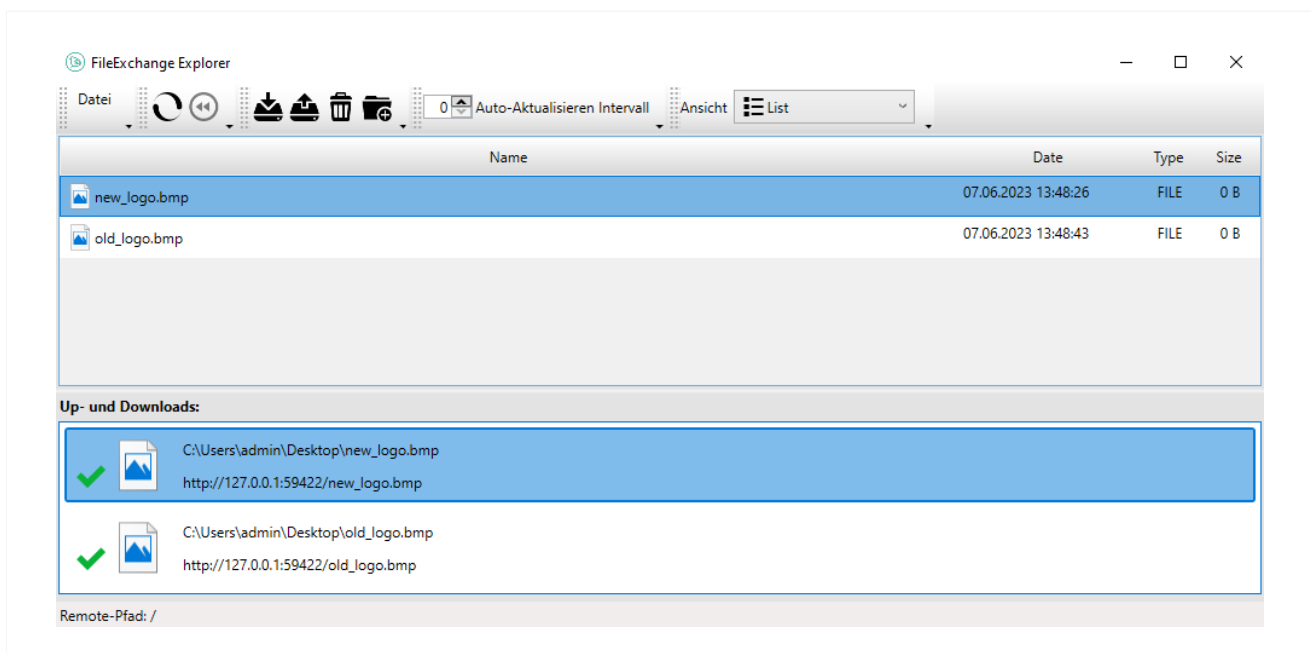 FileExchange Explorer
Datei 0 Auto-Aktualisieren Intervall Ansicht List
Name Date Type Size
new_logo.bmp 07.06.2023 13:48:26 FILE 0 B
old_logo.bmp 07.06.2023 13:48:43 FILE 0 B
Up- und Downloads:
C:\Users\admin\Desktop\new_logo.bmp
http://127.0.0.1:59422/new_logo.bmp
C:\Users\admin\Desktop\old_logo.bmp
http://127.0.0.1:59422/old_logo.bmp
Remote-Pfad: /